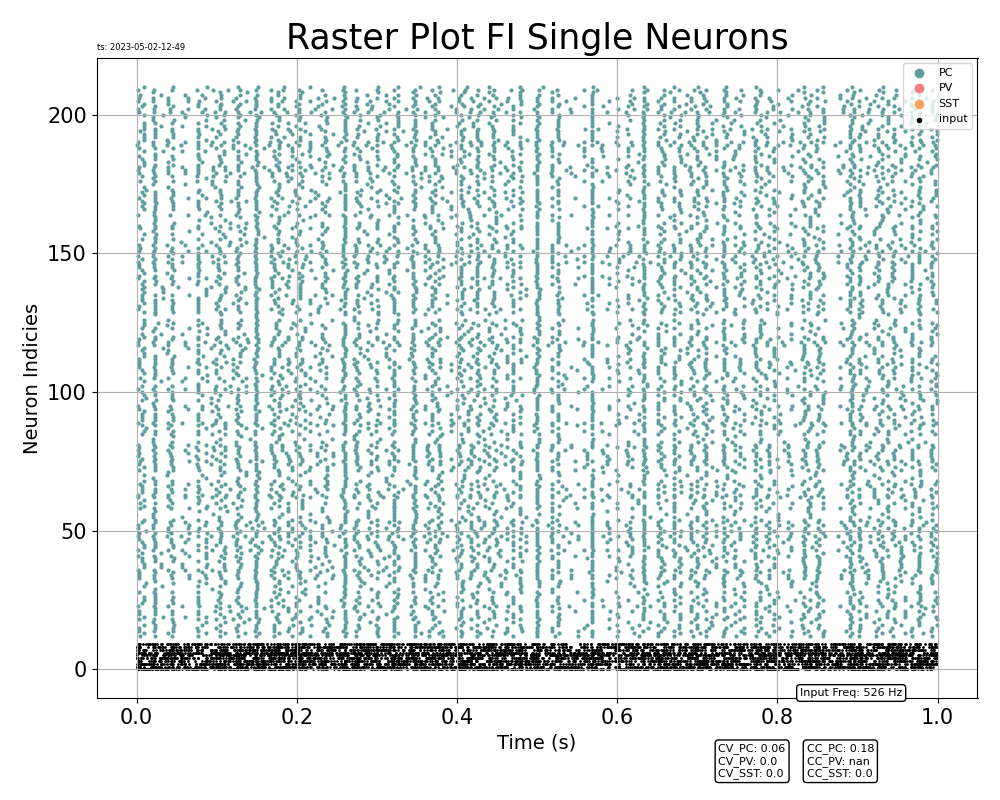 Raster Plot FI Single Neurons
ts: 2023-05-02-12-49
PC
PV
SST
input
200
150
100
50
0
Neuron Indicies
0.0 0.2 0.4 0.6 0.8 1.0
Input Freq: 526 Hz
Time (s)
CV_PC: 0.06
CV_PV: 0.0
CV_SST: 0.0
CC_PC: 0.18
CC_PV: nan
CC_SST: 0.0